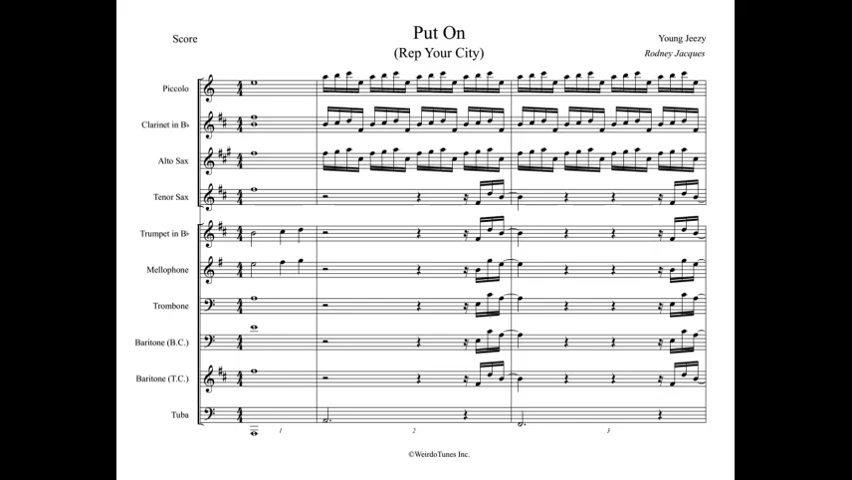 Put On
Score
Young Jeezy
(Rep Your City)
Rodney Jacques
Piccolo
Clarinet in B♭
Alto Sax
Tenor Sax
Trumpet in B♭
Mellophone
Trombone
Baritone (B.C.)
Baritone (T.C.)
Tuba
1 2 3
©WeirdoTunes Inc.